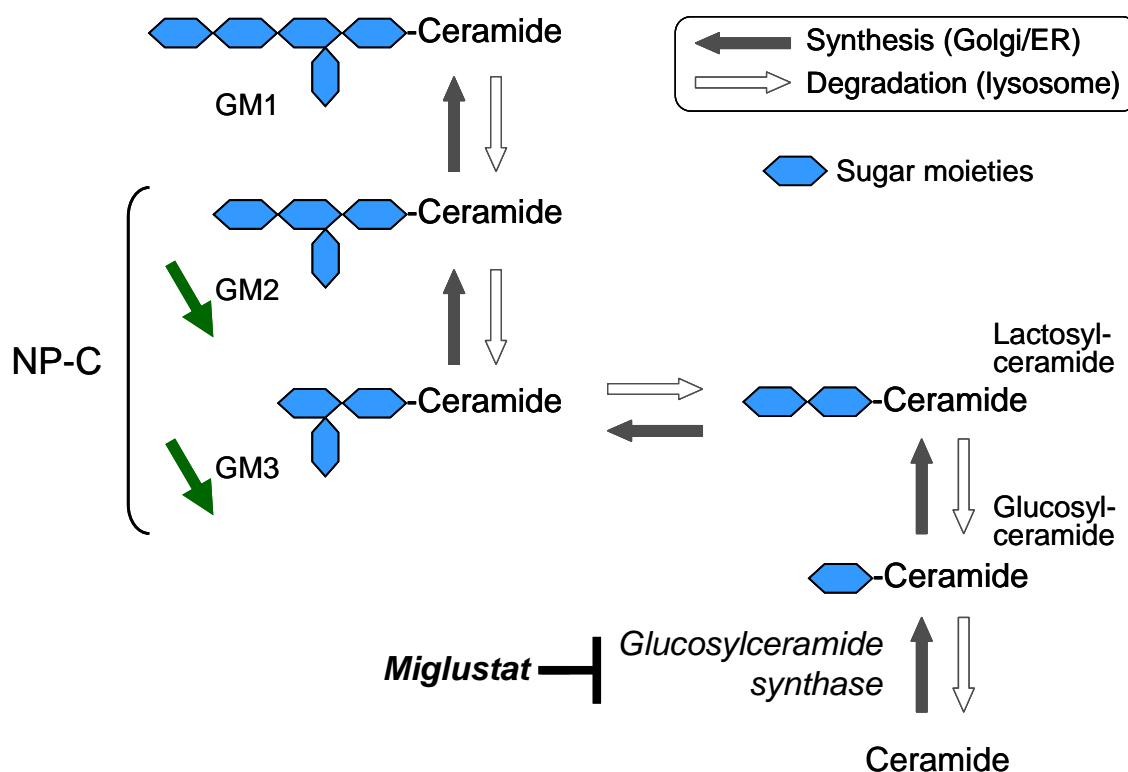 -Ceramide
GM1
Synthesis (Golgi/ER)
Degradation (lysosome)
Sugar moieties
-Ceramide
GM2
NP-C
-Ceramide
GM3
Lactosyl-
ceramide
-Ceramide
Glucosyl-
ceramide
-Ceramide
Miglustat
Glucosylceramide
synthase
Ceramide